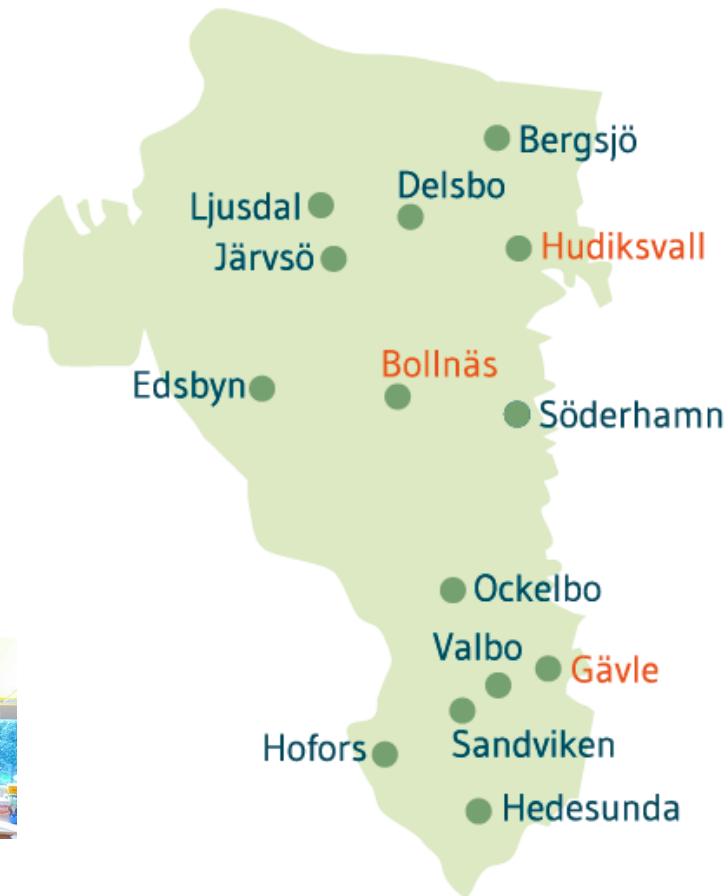 Bergsjö
Delsbo
Ljusdal
Hudiksvall
Järvsö
Bollnäs
Edsbyn
Söderhamn
Ockelbo
Valbo
Gävle
Sandviken
Hofors
Hedesunda